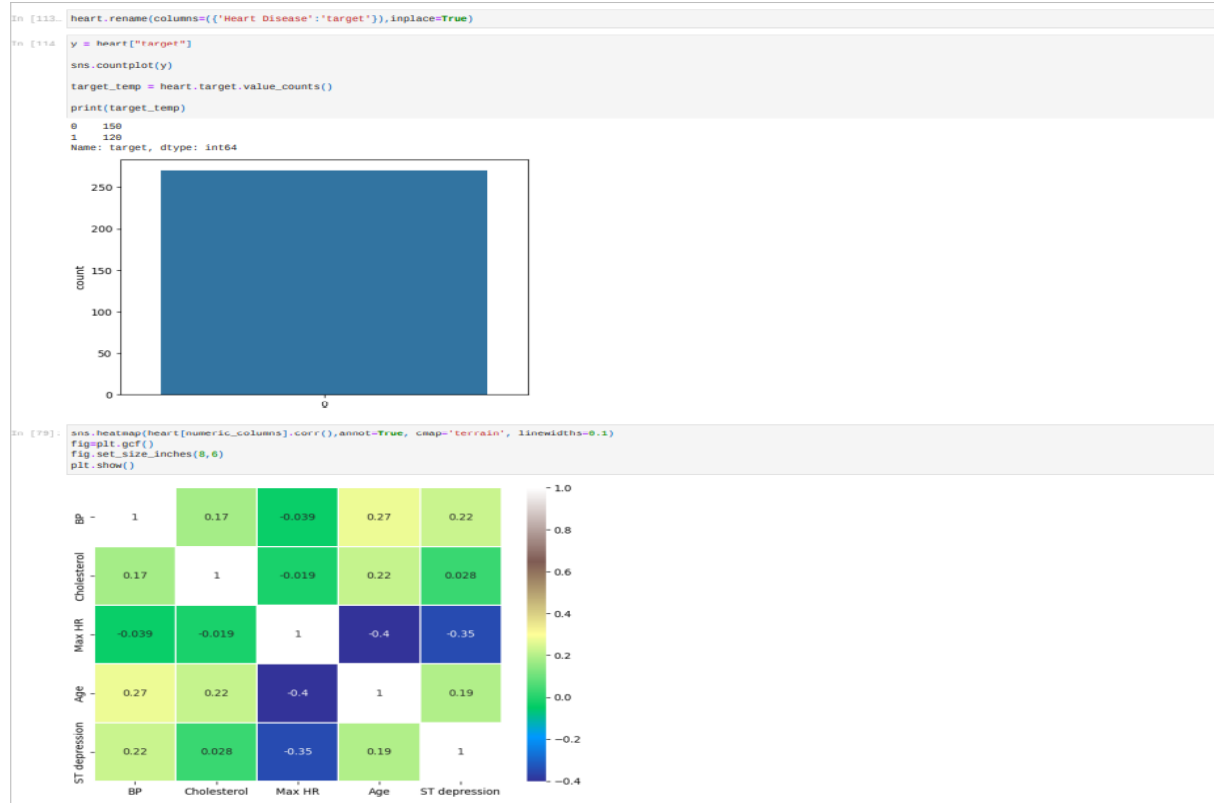 In [113… heart.rename(columns=({'Heart Disease':'target'}),inplace=True)
In [114 y = heart["target"]
sns.countplot(y)
target_temp = heart.target.value_counts()
print(target_temp)
0 150
1 120
Name: target, dtype: int64
250
200
150
100
50
0
count
0
In [79]. sns.heatmap(heart[numeric_columns].corr(),annot=True, cmap='terrain', linewidths=0.1)
fig=plt.gcf()
fig.set_size_inches(8,6)
plt.show()
BP 1 0.17 -0.039 0.27 0.22
Cholesterol 0.17 1 -0.019 0.22 0.028
Max HR -0.039 -0.019 1 -0.4 -0.35
Age 0.27 0.22 -0.4 1 0.19
ST depression 0.22 0.028 -0.35 0.19 1
BP Cholesterol Max HR Age ST depression
1.0
0.8
0.6
0.4
0.2
0.0
−0.2
−0.4